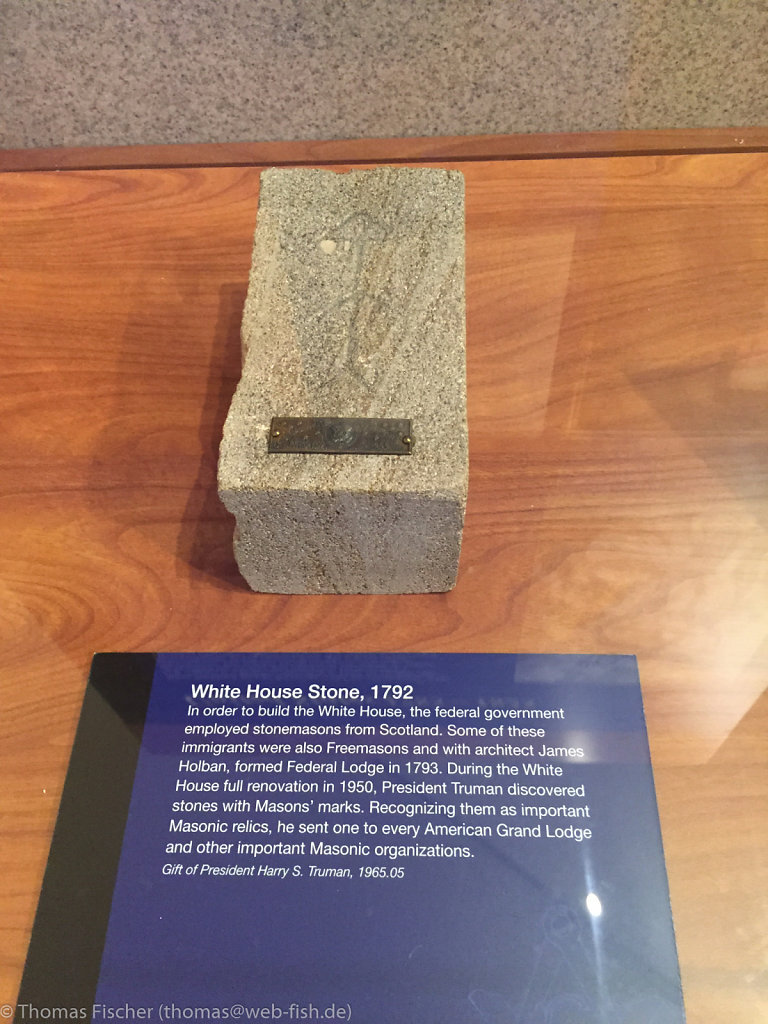 White House Stone, 1792
In order to build the White House, the federal government
employed stonemasons from Scotland. Some of these
immigrants were also Freemasons and with architect James
Holban, formed Federal Lodge in 1793. During the White
House full renovation in 1950, President Truman discovered
stones with Masons' marks. Recognizing them as important
Masonic relics, he sent one to every American Grand Lodge
and other important Masonic organizations.
Gift of President Harry S. Truman, 1965.05
© Thomas Fischer (thomas@web-fish.de)